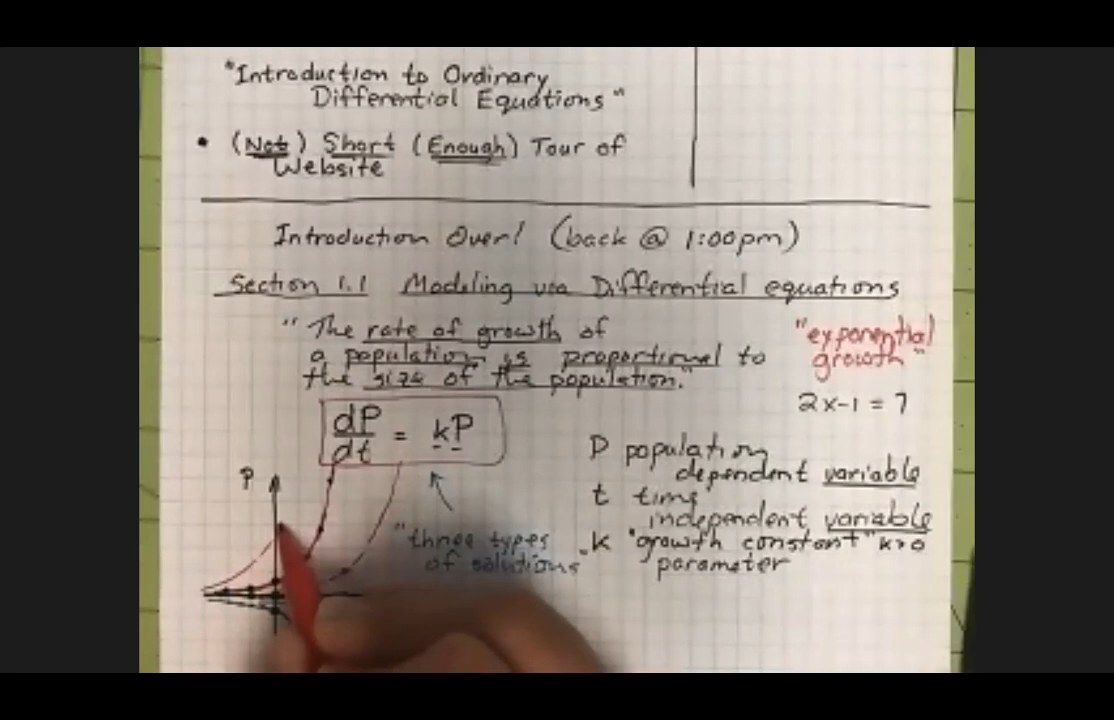 "Introduction to Ordinary
Differential Equations"
• (Not) Short (Enough) Tour of
Website
Introduction Over! (back @ 1:00pm)
Section 1.1 Modeling via Differential equations
"The rate of growth of
a population is proportional to
the size of the population."
"exponential
growth"
2x-1 = 7
dP/dt = kP
P population
dependent variable
t time
independent variable
k "growth constant" k>0
parameter
P
"three types
of solutions"